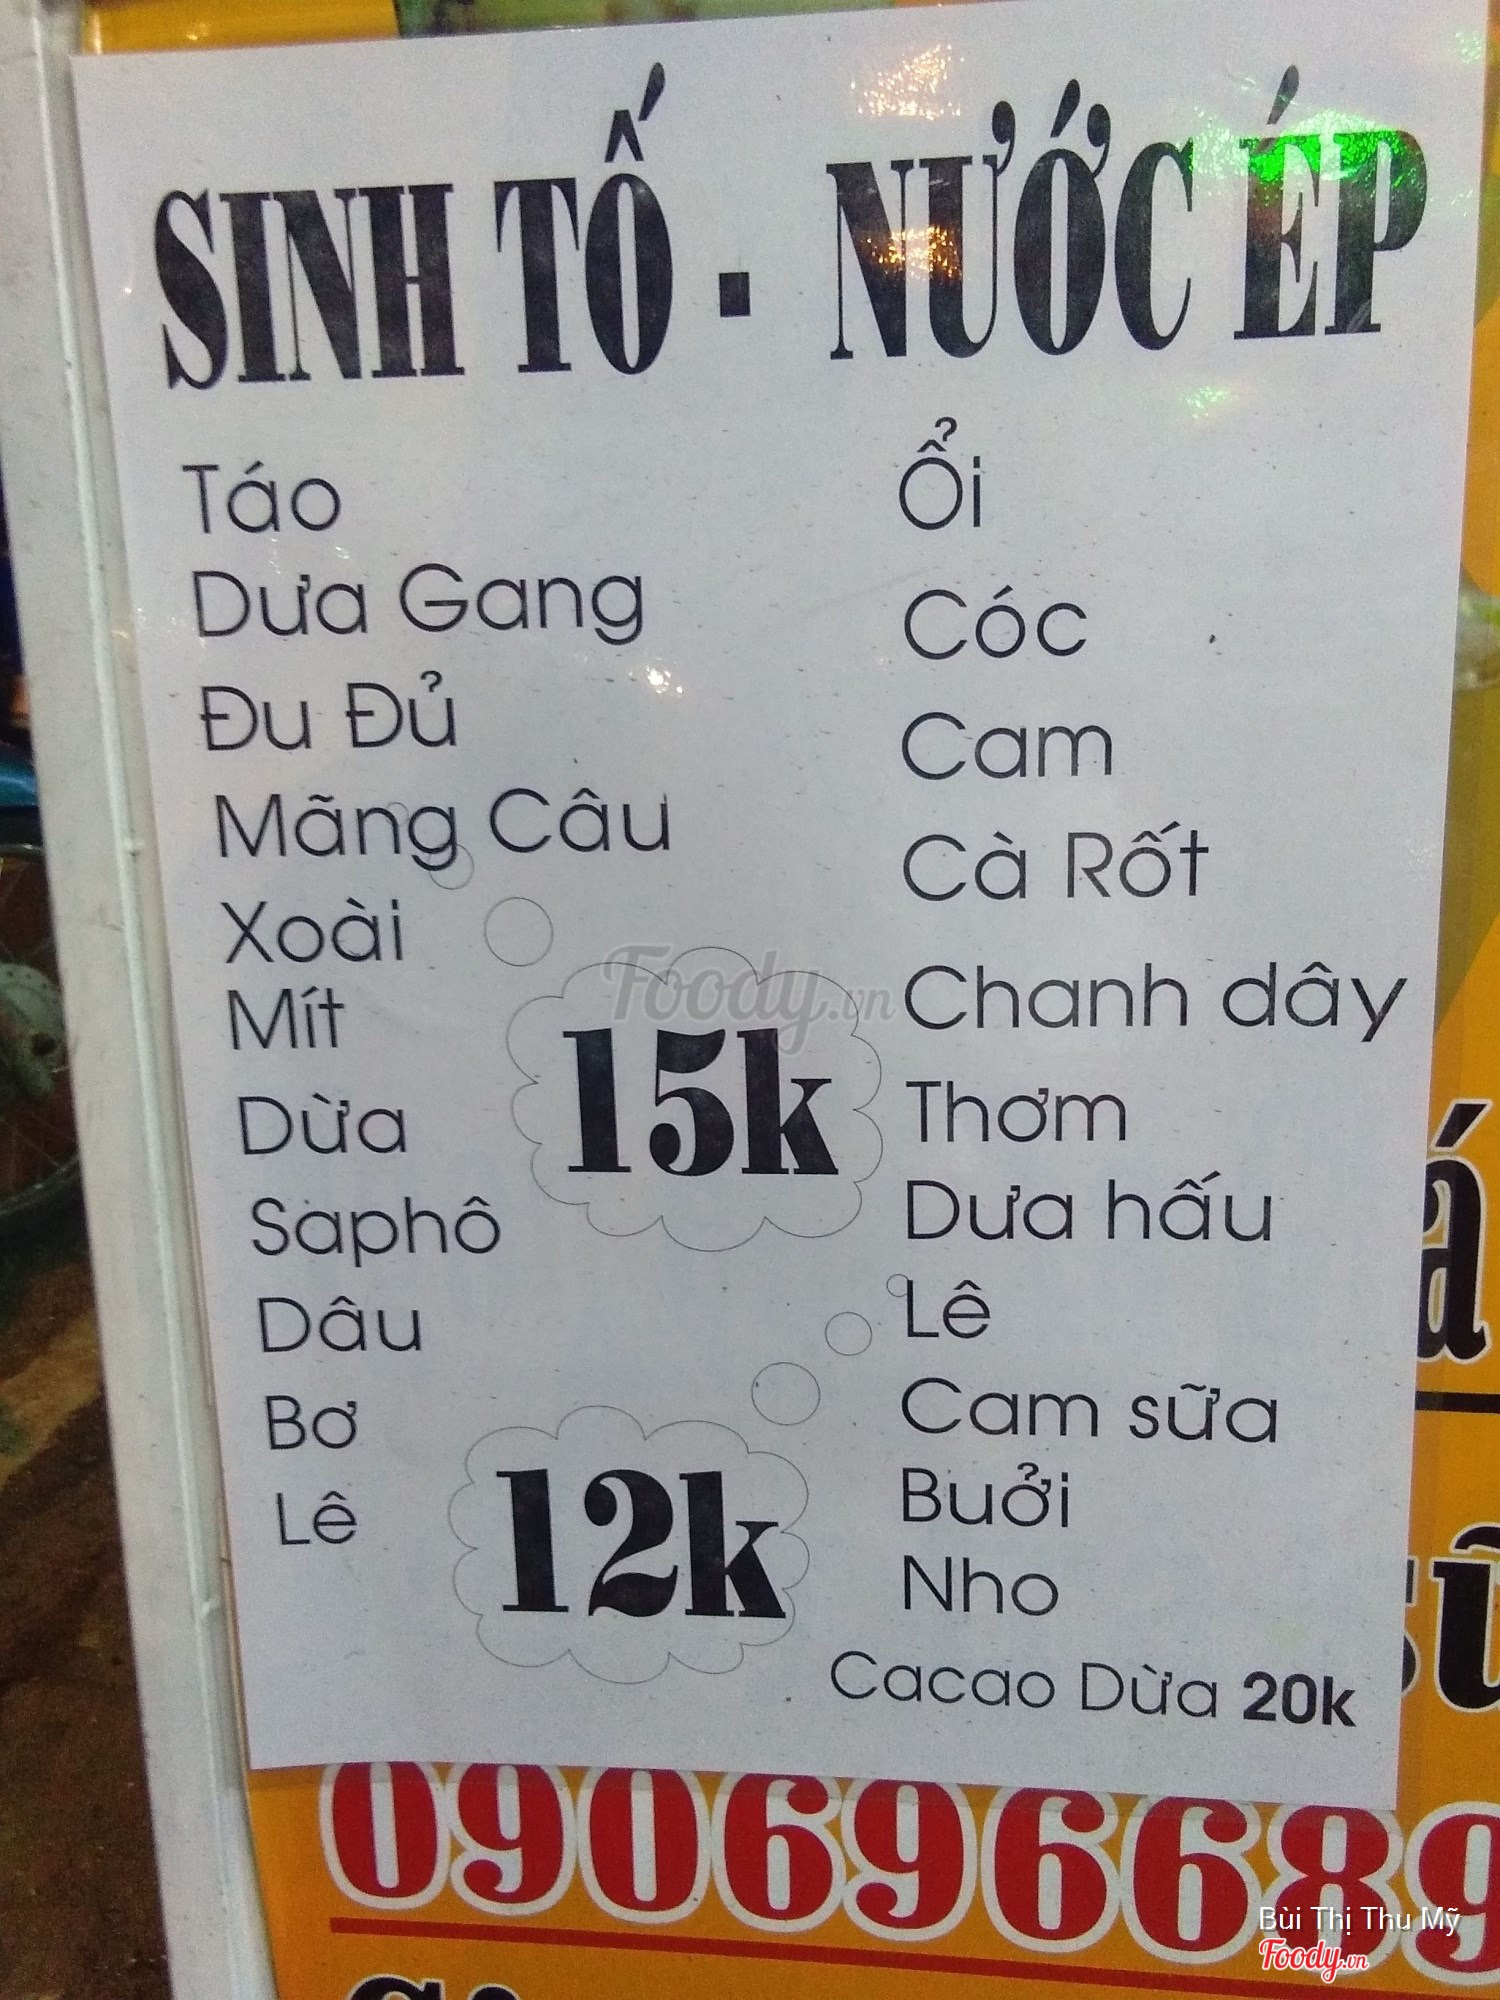 SINH TỐ - NƯỚC ÉP
Táo
Dưa Gang
Đu Đủ
Mãng Câu
Xoài
Mít
Dừa
Saphô
Dâu
Bơ
Lê
15k
12k
Ổi
Cóc
Cam
Cà Rốt
Chanh dây
Thơm
Dưa hấu
Lê
Cam sữa
Bưởi
Nho
Cacao Dừa 20k
Foody.vn
090696689
Bùi Thị Thu Mỹ
Foody.vn